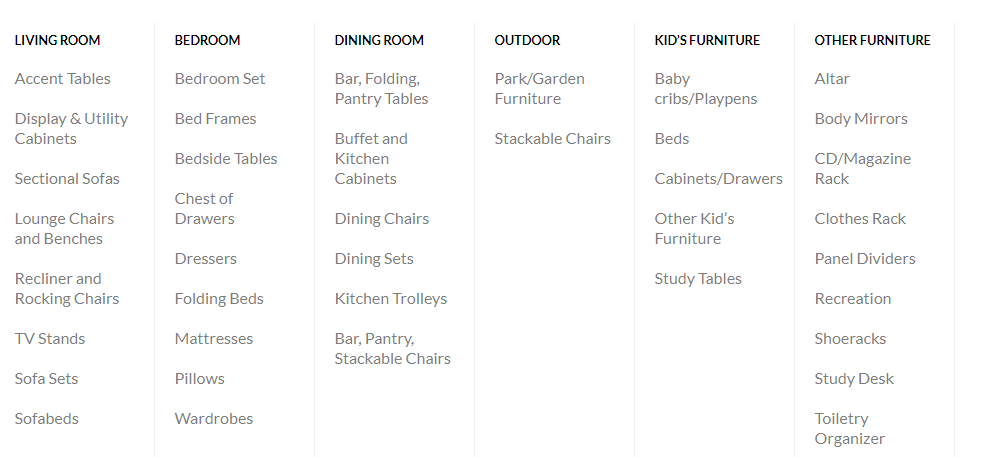 LIVING ROOM
Accent Tables
Display & Utility
Cabinets
Sectional Sofas
Lounge Chairs
and Benches
Recliner and
Rocking Chairs
TV Stands
Sofa Sets
Sofabeds
BEDROOM
Bedroom Set
Bed Frames
Bedside Tables
Chest of
Drawers
Dressers
Folding Beds
Mattresses
Pillows
Wardrobes
DINING ROOM
Bar, Folding,
Pantry Tables
Buffet and
Kitchen
Cabinets
Dining Chairs
Dining Sets
Kitchen Trolleys
Bar, Pantry,
Stackable Chairs
OUTDOOR
Park/Garden
Furniture
Stackable Chairs
KID'S FURNITURE
Baby
cribs/Playpens
Beds
Cabinets/Drawers
Other Kid's
Furniture
Study Tables
OTHER FURNITURE
Altar
Body Mirrors
CD/Magazine
Rack
Clothes Rack
Panel Dividers
Recreation
Shoeracks
Study Desk
Toiletry
Organizer